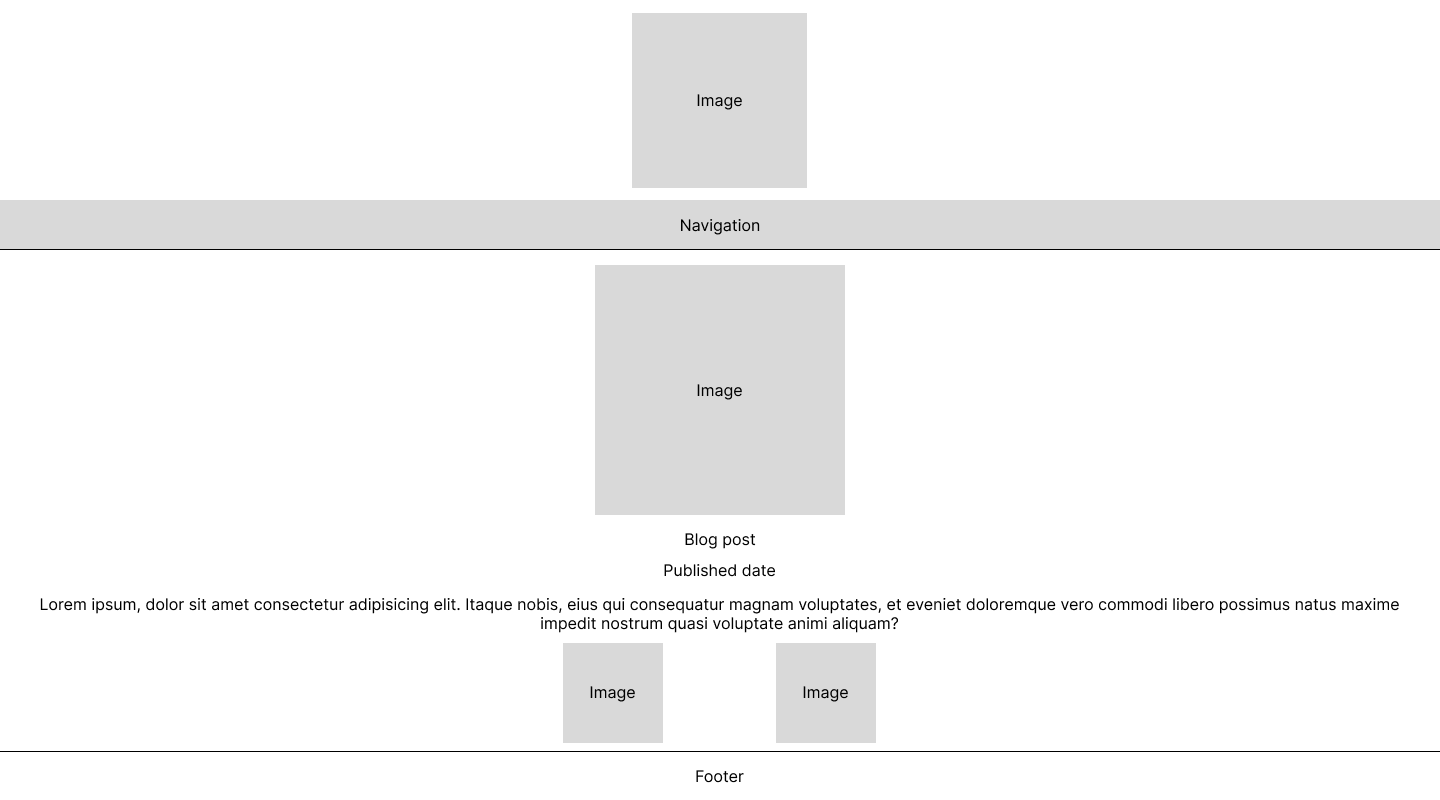 Image
Navigation
Image
Blog post
Published date
Lorem ipsum, dolor sit amet consectetur adipisicing elit. Itaque nobis, eius qui consequatur magnam voluptates, et eveniet doloremque vero commodi libero possimus natus maxime
impedit nostrum quasi voluptate animi aliquam?
Image
Image
Footer